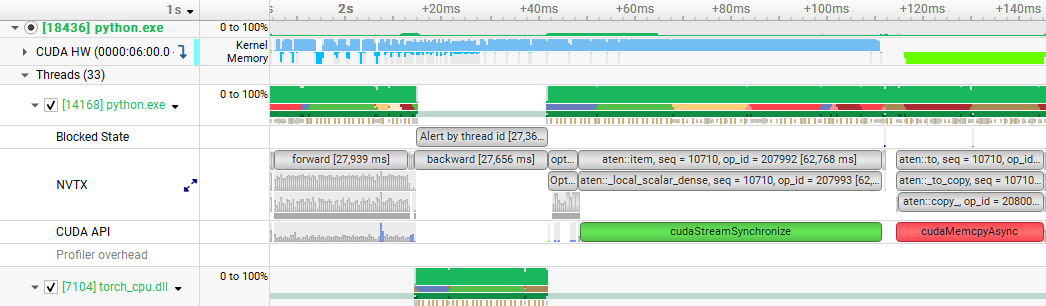 1s 2s +20ms +40ms +60ms +80ms +100ms +120ms +140ms
[18436] python.exe 0 to 100%
CUDA HW (0000:06:00.0 Kernel
Memory
Threads (33)
[14168] python.exe 0 to 100%
Blocked State Alert by thread id [27,36...
forward [27,939 ms] backward [27,656 ms] opt... aten::item, seq = 10710, op_id = 207992 [62,768 ms] aten::to, seq = 10710, op_id...
NVTX Opt... aten::_local_scalar_dense, seq = 10710, op_id = 207993 [62,... aten::_to_copy, seq = 10710...
aten::copy_, op_id = 20800...
CUDA API cudaStreamSynchronize cudaMemcpyAsync
Profiler overhead
[7104] torch_cpu.dll 0 to 100%